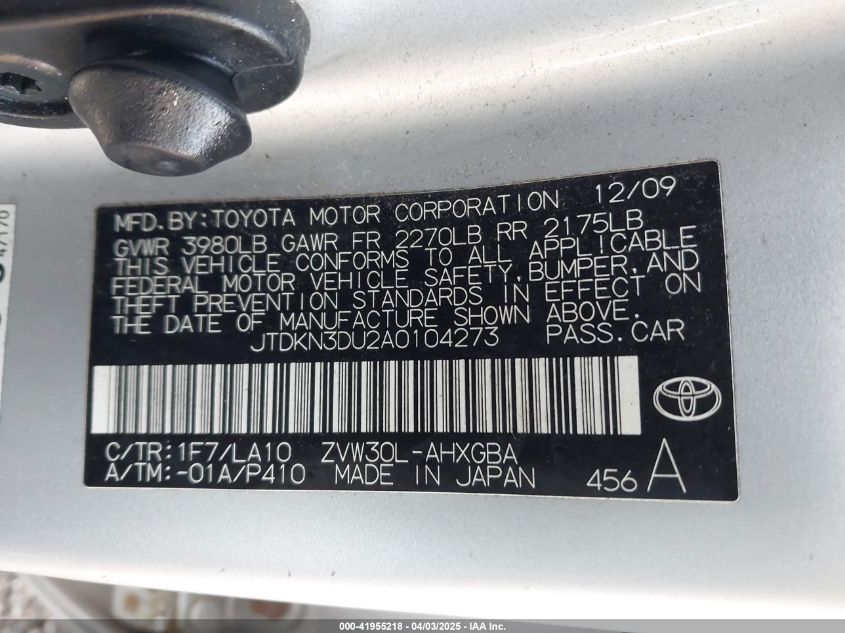 MFD.BY:TOYOTA MOTOR CORPORATION 12/09
GVWR 3980LB GAWR FR 2270LB RR 2175LB
THIS VEHICLE CONFORMS TO ALL APPLICABLE
FEDERAL MOTOR VEHICLE SAFETY,BUMPER,AND
THEFT PREVENTION STANDARDS IN EFFECT ON
THE DATE OF MANUFACTURE SHOWN ABOVE.
JTDKN3DU2A0104273 PASS.CAR
C/TR:1F7/LA10 ZVW30L-AHXGBA
A/TM:-01A/P410 MADE IN JAPAN 456 A
47170
000-41955218 - 04/03/2025 - IAA Inc.